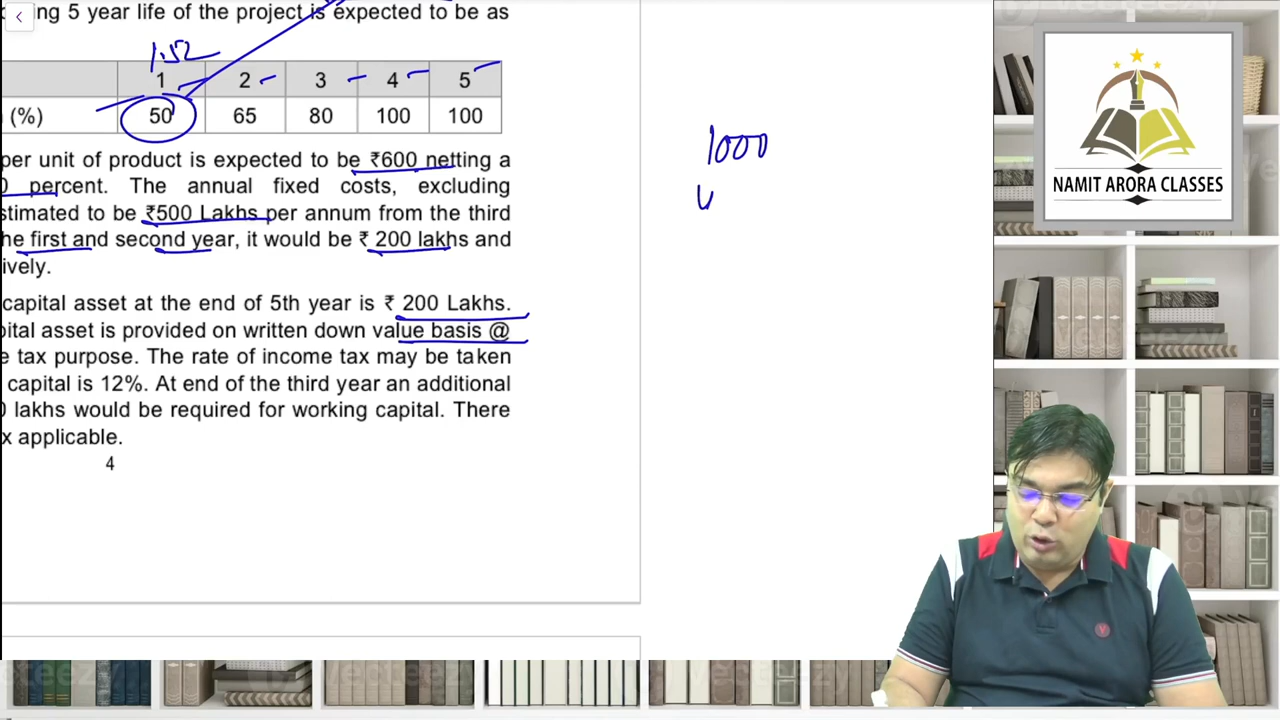 ing 5 year life of the project is expected to be as
1.52
1 2 3 4 5
(%) 50 65 80 100 100
per unit of product is expected to be ₹600 netting a
0 percent. The annual fixed costs, excluding
stimated to be ₹500 Lakhs per annum from the third
he first and second year, it would be ₹ 200 lakhs and
ively.
capital asset at the end of 5th year is ₹ 200 Lakhs.
pital asset is provided on written down value basis @
e tax purpose. The rate of income tax may be taken
capital is 12%. At end of the third year an additional
0 lakhs would be required for working capital. There
x applicable.
4
1000
NAMIT ARORA CLASSES
vecteezy